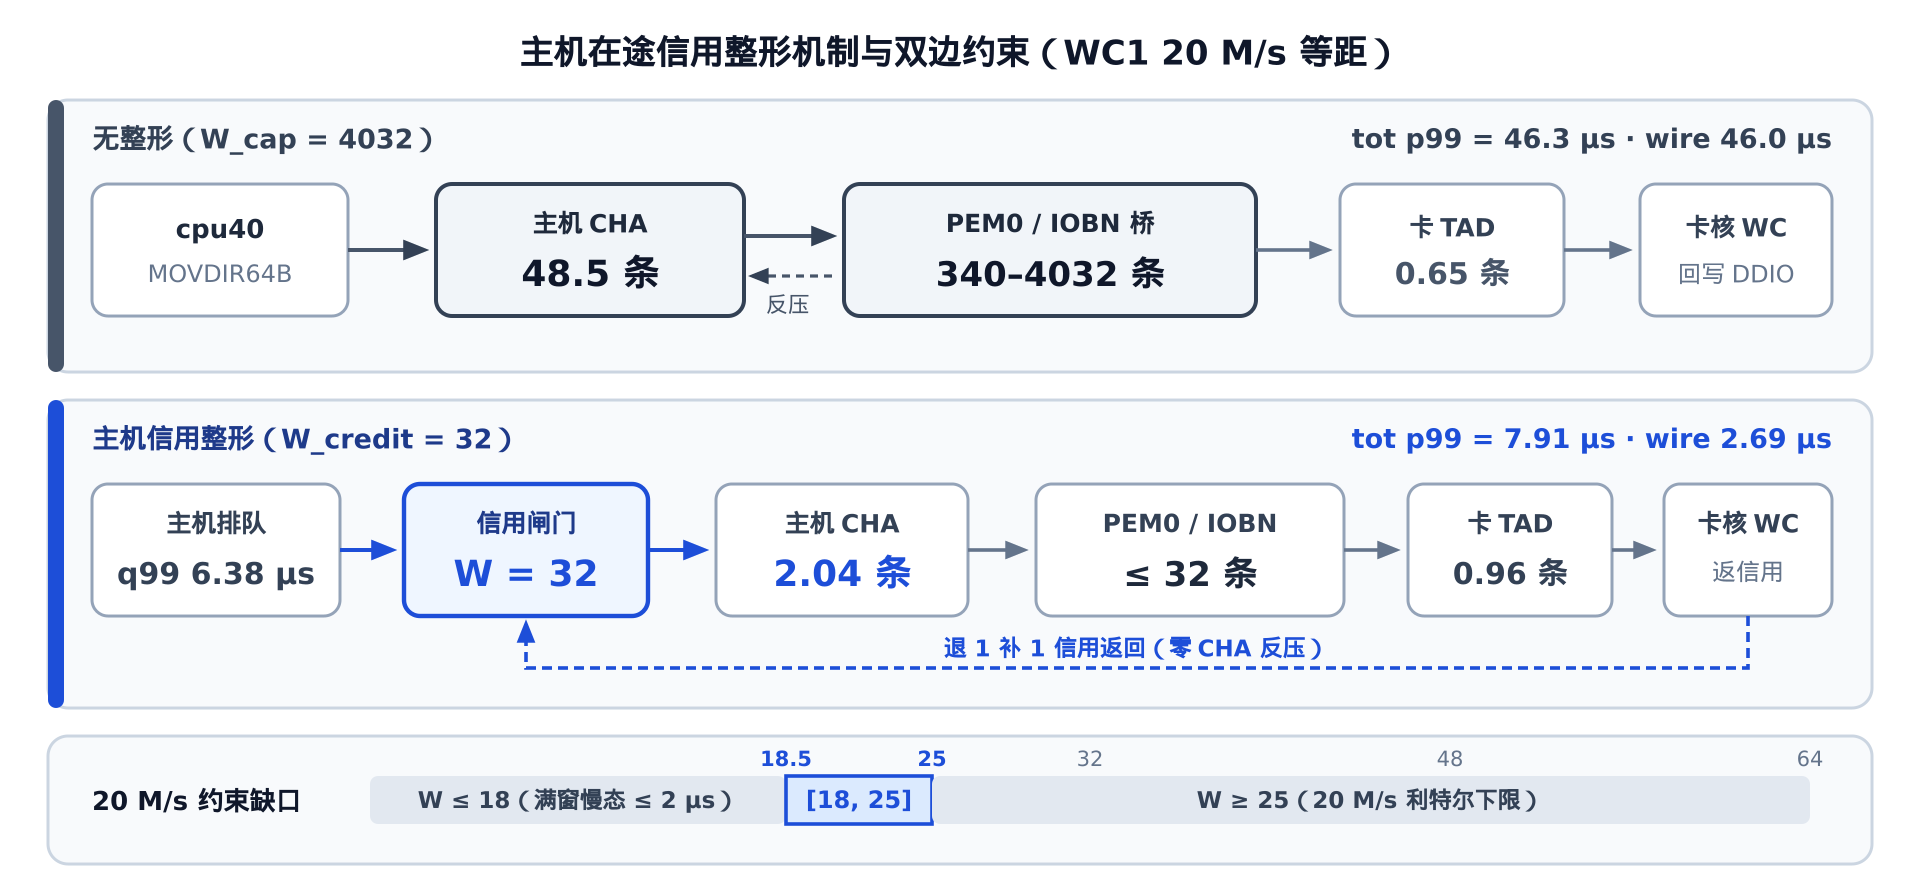 主机在途信用整形机制与双边约束（WC1 20 M/s 等距）
无整形（W_cap = 4032）
tot p99 = 46.3 μs · wire 46.0 μs
cpu40
MOVDIR64B
主机 CHA
48.5 条
反压
PEM0 / IOBN 桥
340–4032 条
卡 TAD
0.65 条
卡核 WC
回写 DDIO
主机信用整形（W_credit = 32）
tot p99 = 7.91 μs · wire 2.69 μs
主机排队
q99 6.38 μs
信用闸门
W = 32
主机 CHA
2.04 条
PEM0 / IOBN
≤ 32 条
卡 TAD
0.96 条
卡核 WC
返信用
退 1 补 1 信用返回（零 CHA 反压）
18.5
25
32
48
64
20 M/s 约束缺口
W ≤ 18（满窗慢态 ≤ 2 μs）
[18, 25]
W ≥ 25（20 M/s 利特尔下限）